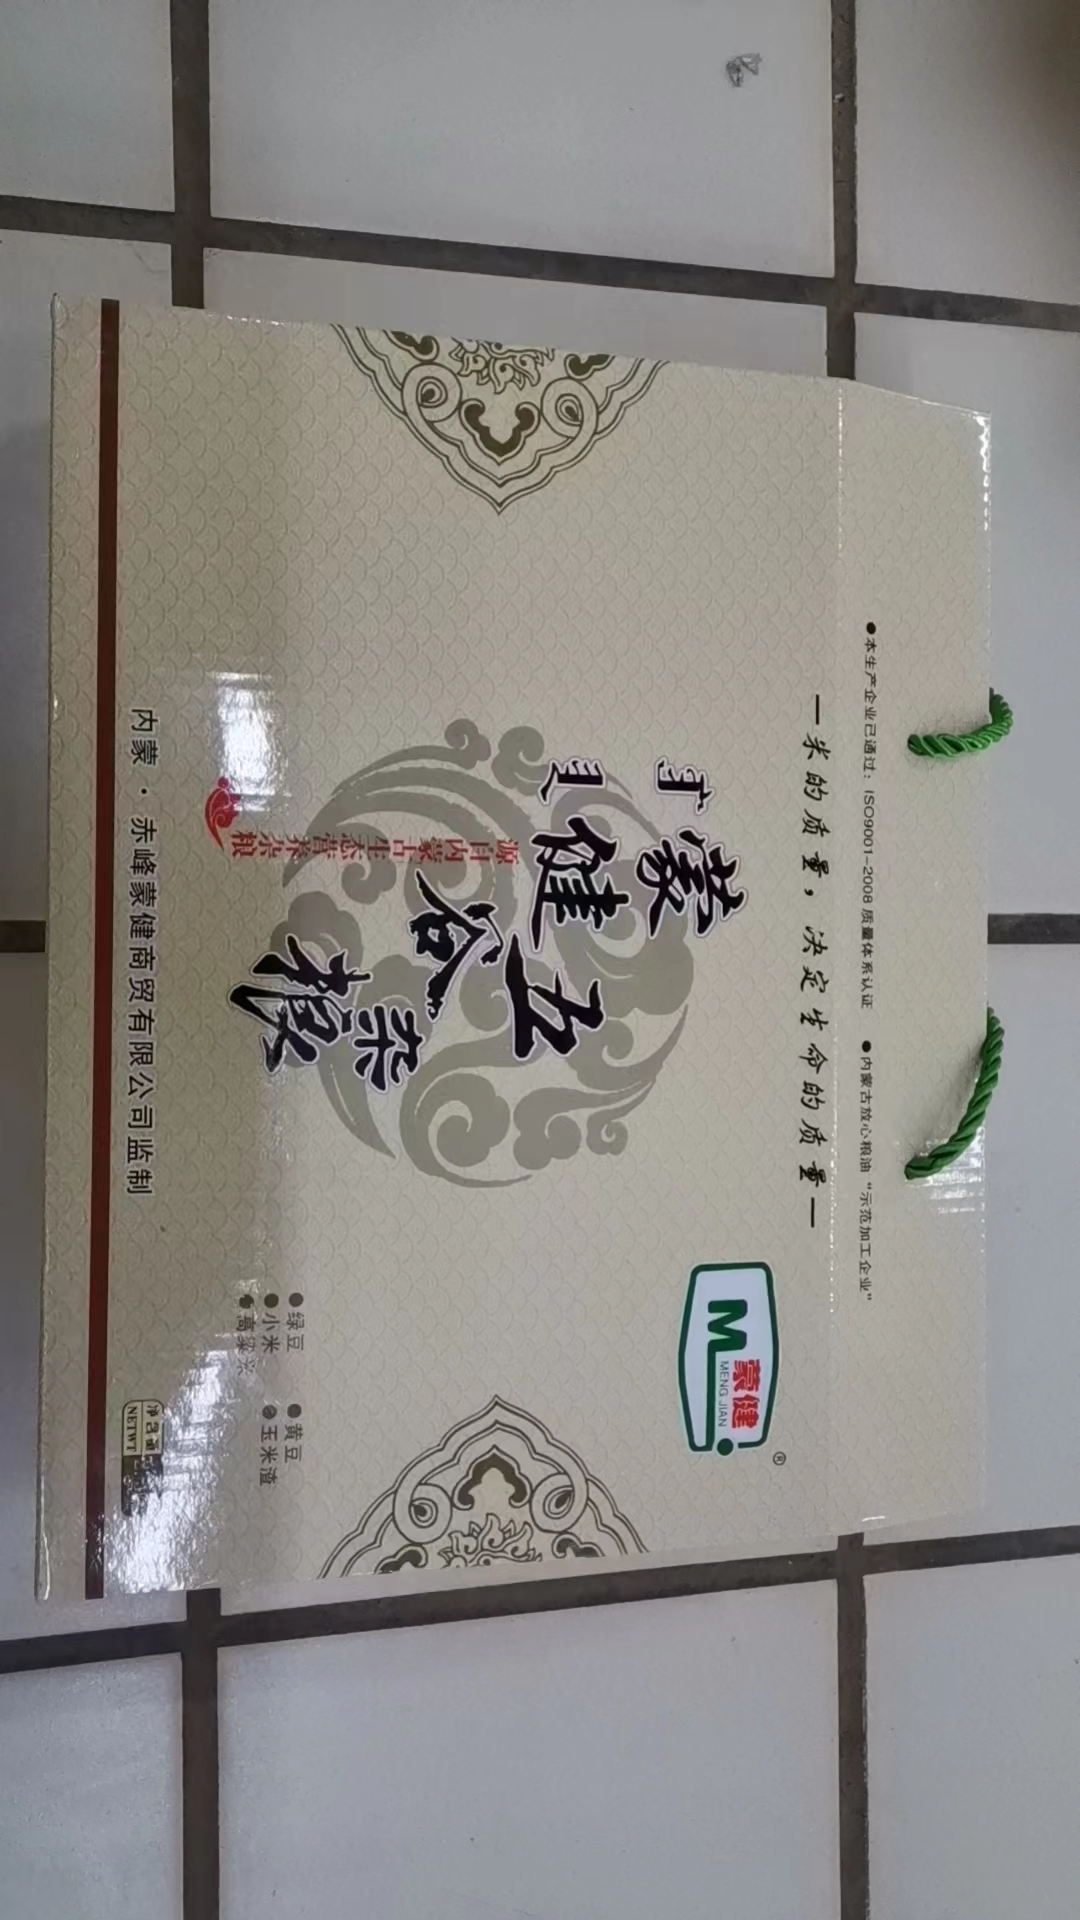 ●本生产企业已通过：ISO9001-2008 质量体系认证 ●内蒙古放心粮油“示范加工企业”
—米的质量，决定生命的质量—
蒙健
MENG JIAN
®
蒙健
五谷
杂粮
源自内蒙古生态营养杂粮
●绿豆 ●黄豆
●小米 ●玉米渣
●高粱米
净含量
NETWT
内蒙·赤峰蒙健商贸有限公司监制